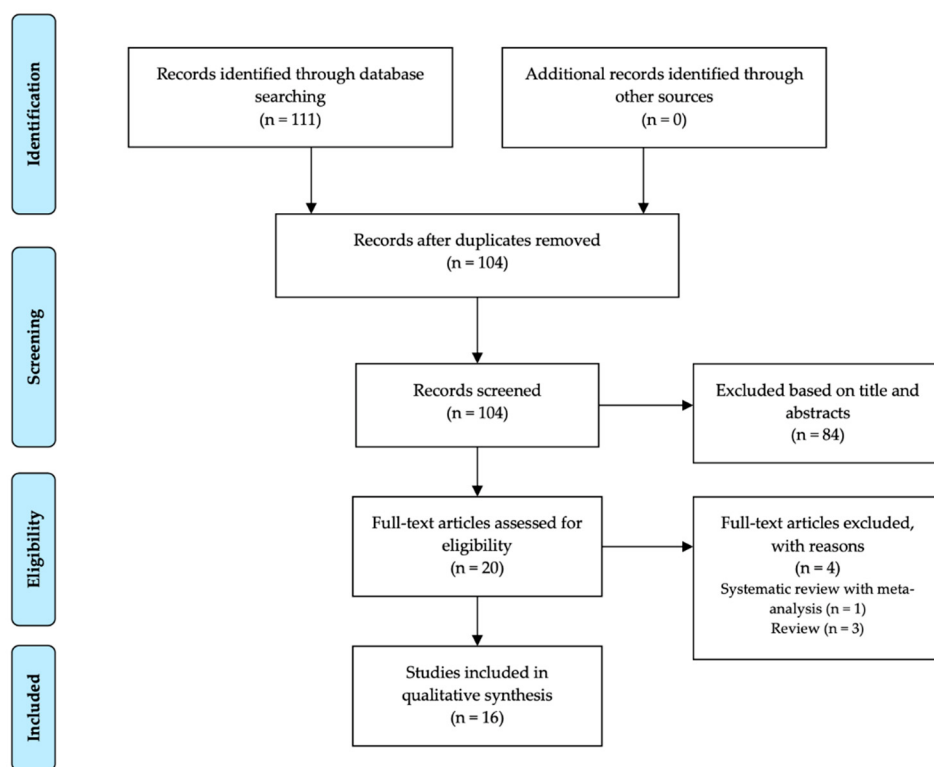 Identification
Records identified through database
searching
(n = 111)
Additional records identified through
other sources
(n = 0)
Records after duplicates removed
(n = 104)
Screening
Records screened
(n = 104)
Excluded based on title and
abstracts
(n = 84)
Eligibility
Full-text articles assessed for
eligibility
(n = 20)
Full-text articles excluded,
with reasons
(n = 4)
Systematic review with meta-
analysis (n = 1)
Review (n = 3)
Included
Studies included in
qualitative synthesis
(n = 16)